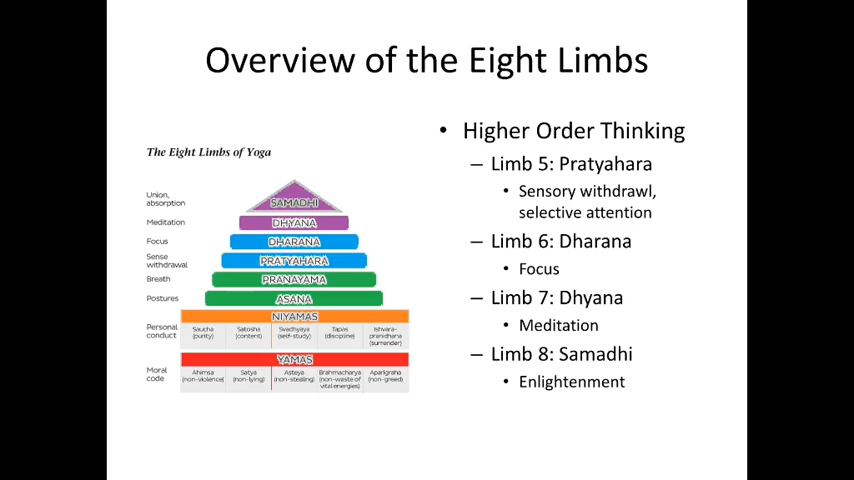 Overview of the Eight Limbs
The Eight Limbs of Yoga
Union,
absorption
SAMADHI
Meditation
DHYANA
Focus
DHARANA
Sense
withdrawal
PRATYAHARA
Breath
PRANAYAMA
Postures
ASANA
NIYAMAS
Personal
conduct
Saucha
(purity)
Satosha
(content)
Svadhyaya
(self-study)
Tapas
(discipline)
Ishvara-
pranidhana
(surrender)
YAMAS
Moral
code
Ahimsa
(non-violence)
Satya
(non-lying)
Asteya
(non-stealing)
Brahmacharya
(non-waste of
vital energies)
Aparigraha
(non-greed)
• Higher Order Thinking
– Limb 5: Pratyahara
• Sensory withdrawl,
selective attention
– Limb 6: Dharana
• Focus
– Limb 7: Dhyana
• Meditation
– Limb 8: Samadhi
• Enlightenment